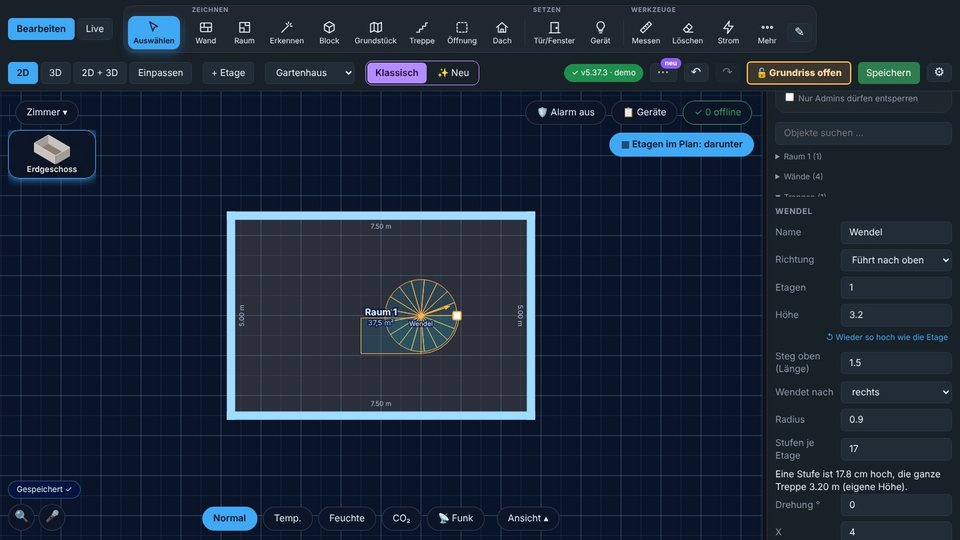 ZEICHNEN
SETZEN
WERKZEUGE
Bearbeiten
Live
Auswählen
Wand
Raum
Erkennen
Block
Grundstück
Treppe
Öffnung
Dach
Tür/Fenster
Gerät
Messen
Löschen
Strom
Mehr
2D
3D
2D + 3D
Einpassen
+ Etage
Gartenhaus
Klassisch
✨ Neu
✓ v5.37.3 · demo
neu
Grundriss offen
Speichern
Zimmer ▾
Alarm aus
Geräte
✓ 0 offline
Etagen im Plan: darunter
Erdgeschoss
Nur Admins dürfen entsperren
Objekte suchen ...
Raum 1 (1)
Wände (4)
Treppen (1)
WENDEL
Name
Wendel
Richtung
Führt nach oben
Etagen
1
Höhe
3.2
↺ Wieder so hoch wie die Etage
Steg oben
(Länge)
1.5
Wendet nach
rechts
Radius
0.9
Stufen je
Etage
17
Eine Stufe ist 17.8 cm hoch, die ganze
Treppe 3.20 m (eigene Höhe).
Drehung °
0
X
4
7.50 m
5.00 m
Raum 1
37,5 m²
Wendel
5.00 m
7.50 m
Gespeichert ✓
Normal
Temp.
Feuchte
CO₂
Funk
Ansicht ▴